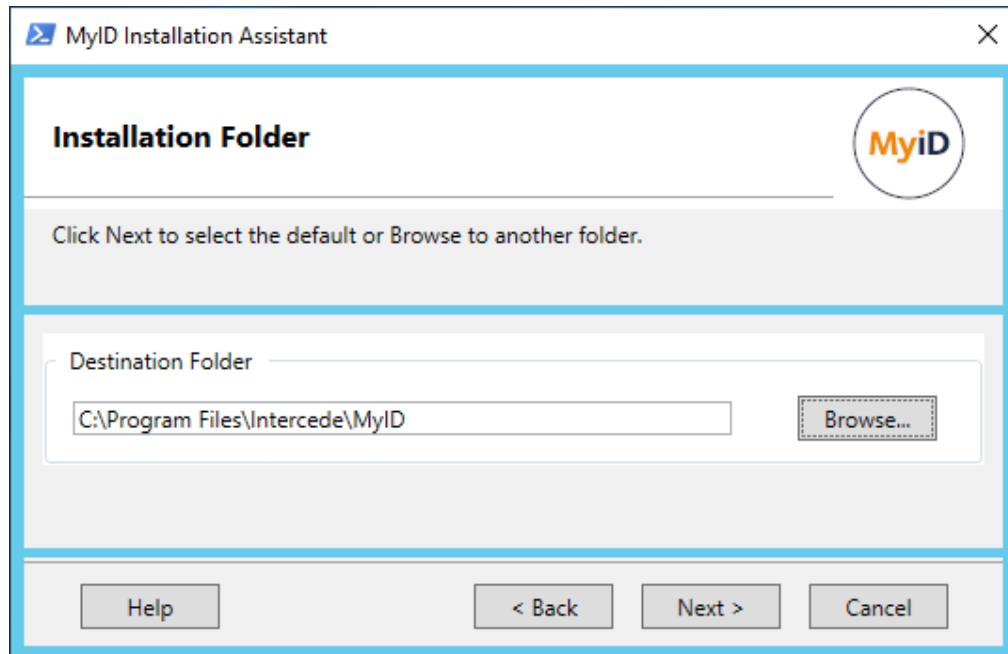 MyID Installation Assistant
Installation Folder
MyiD
Click Next to select the default or Browse to another folder.
Destination Folder
C:\Program Files\Intercede\MyID
Browse...
Help
< Back
Next >
Cancel